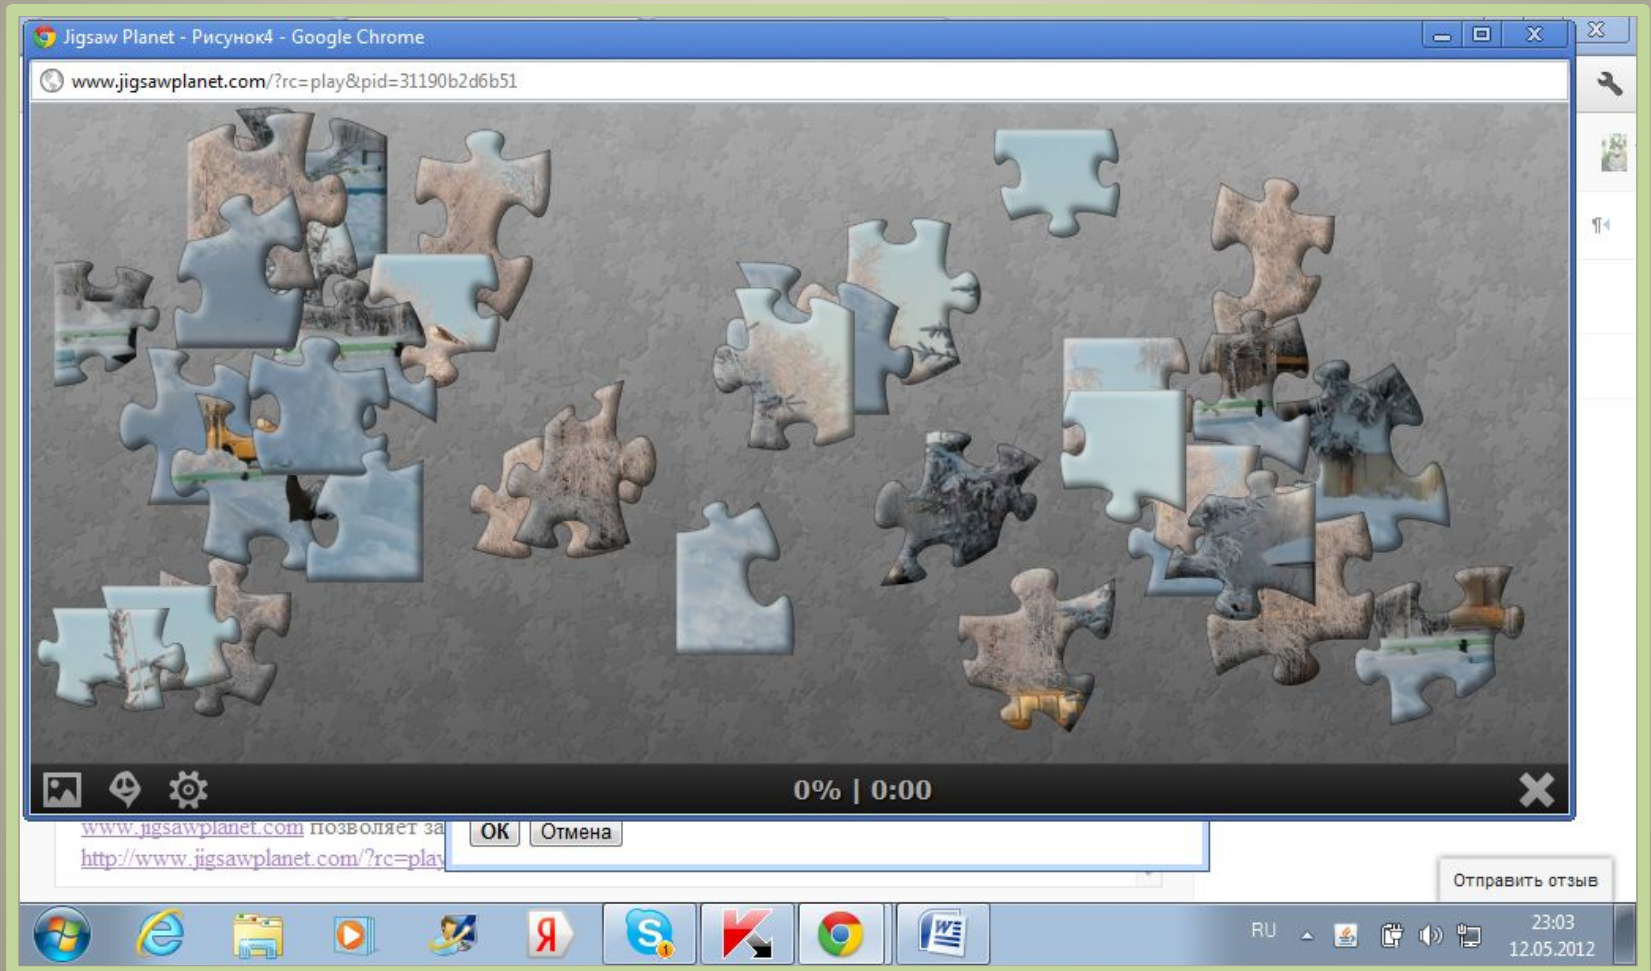 Jigsaw Planet - Рисунок4 - Google Chrome
www.jigsawplanet.com/?rc=play&pid=31190b2d6b51
0% | 0:00
www.jigsawplanet.com позволяет за
OK Отмена
http://www.jigsawplanet.com/?rc=play
Отправить отзыв
RU
23:03
12.05.2012